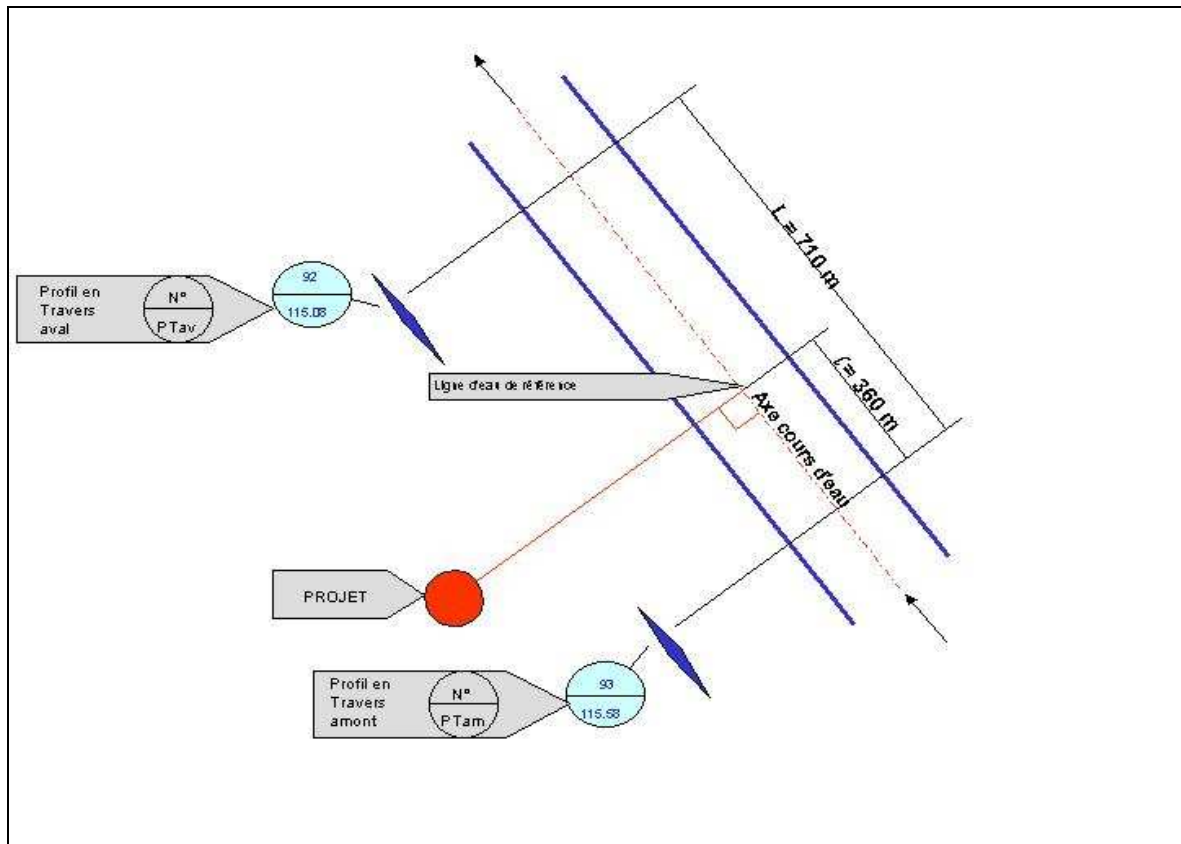 L = 710 m
Profil en
Travers
aval
N°
PTav
92
115.08
Ligne d'eau de référence
ℓ = 360 m
Axe cours d'eau
PROJET
Profil en
Travers
amont
N°
PTam
93
115.58